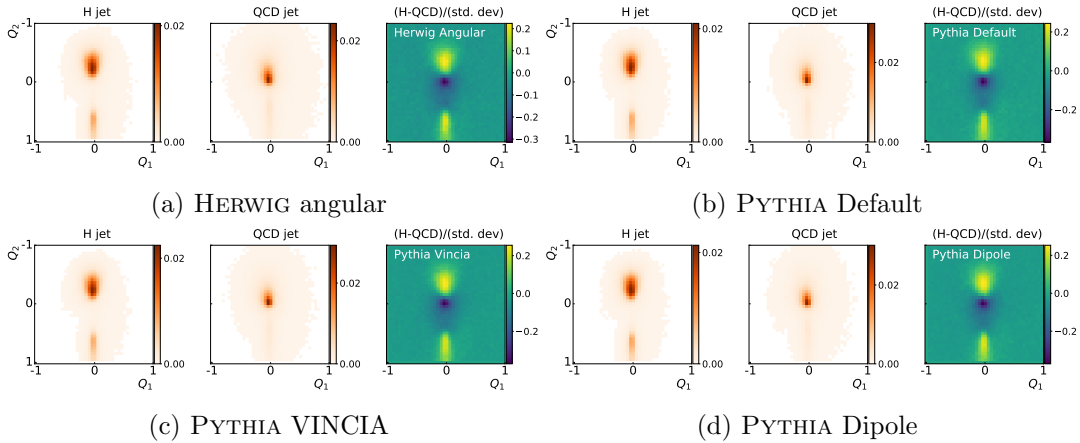 H jet
QCD jet
(H-QCD)/(std. dev)
Q2
-1
0
1
-1
0
1
Q1
0.02
0.00
-1
0
1
Q1
0.02
0.00
Herwig Angular
-1
0
1
Q1
0.2
0.1
0.0
−0.1
−0.2
−0.3
(a) HERWIG angular
H jet
QCD jet
(H-QCD)/(std. dev)
Q2
-1
0
1
-1
0
1
Q1
0.02
0.00
-1
0
1
Q1
0.02
0.00
Pythia Default
-1
0
1
Q1
0.2
0.0
−0.2
(b) PYTHIA Default
H jet
QCD jet
(H-QCD)/(std. dev)
Q2
-1
0
1
-1
0
1
Q1
0.02
0.00
-1
0
1
Q1
0.02
0.00
Pythia Vincia
-1
0
1
Q1
0.2
0.0
−0.2
(c) PYTHIA VINCIA
H jet
QCD jet
(H-QCD)/(std. dev)
Q2
-1
0
1
-1
0
1
Q1
0.02
0.00
-1
0
1
Q1
0.02
0.00
Pythia Dipole
-1
0
1
Q1
0.2
0.0
−0.2
(d) PYTHIA Dipole